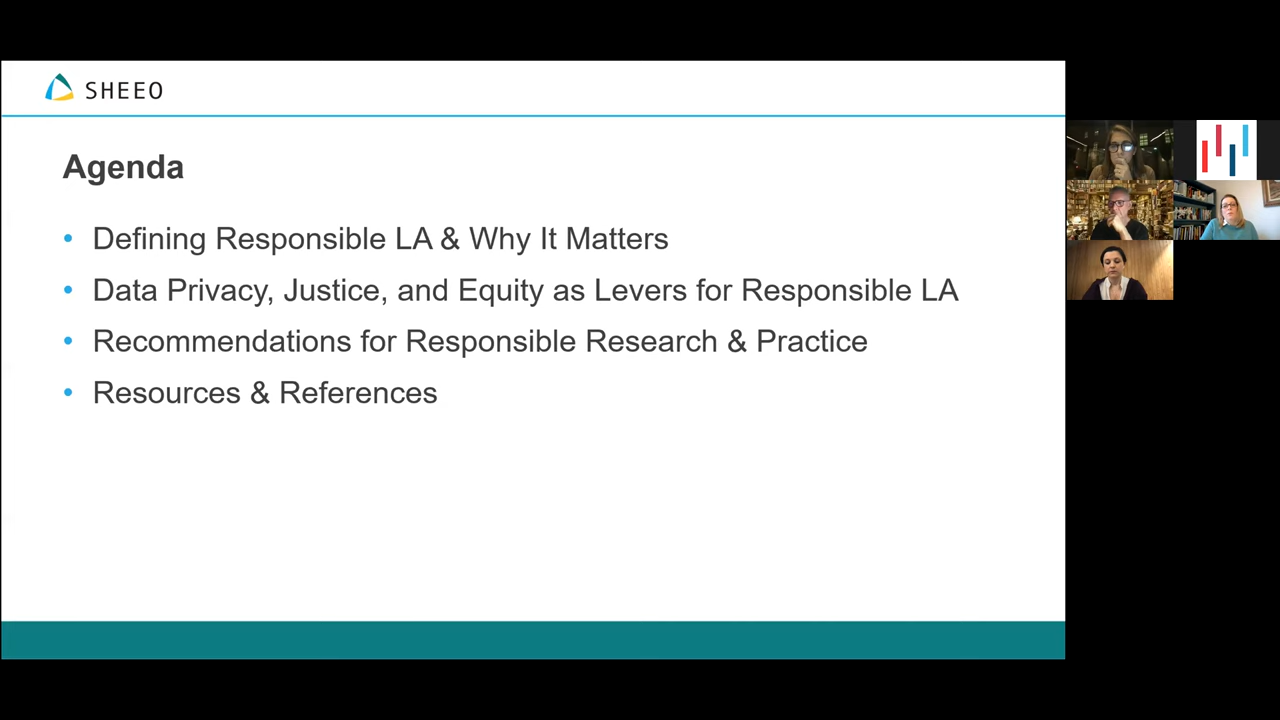 SHEEO
Agenda
• Defining Responsible LA & Why It Matters
• Data Privacy, Justice, and Equity as Levers for Responsible LA
• Recommendations for Responsible Research & Practice
• Resources & References